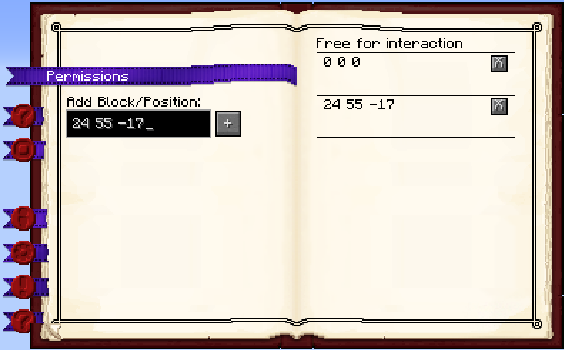 Permissions
Add Block/Position:
24 55 -17_
+
Free for interaction
0 0 0
24 55 -17